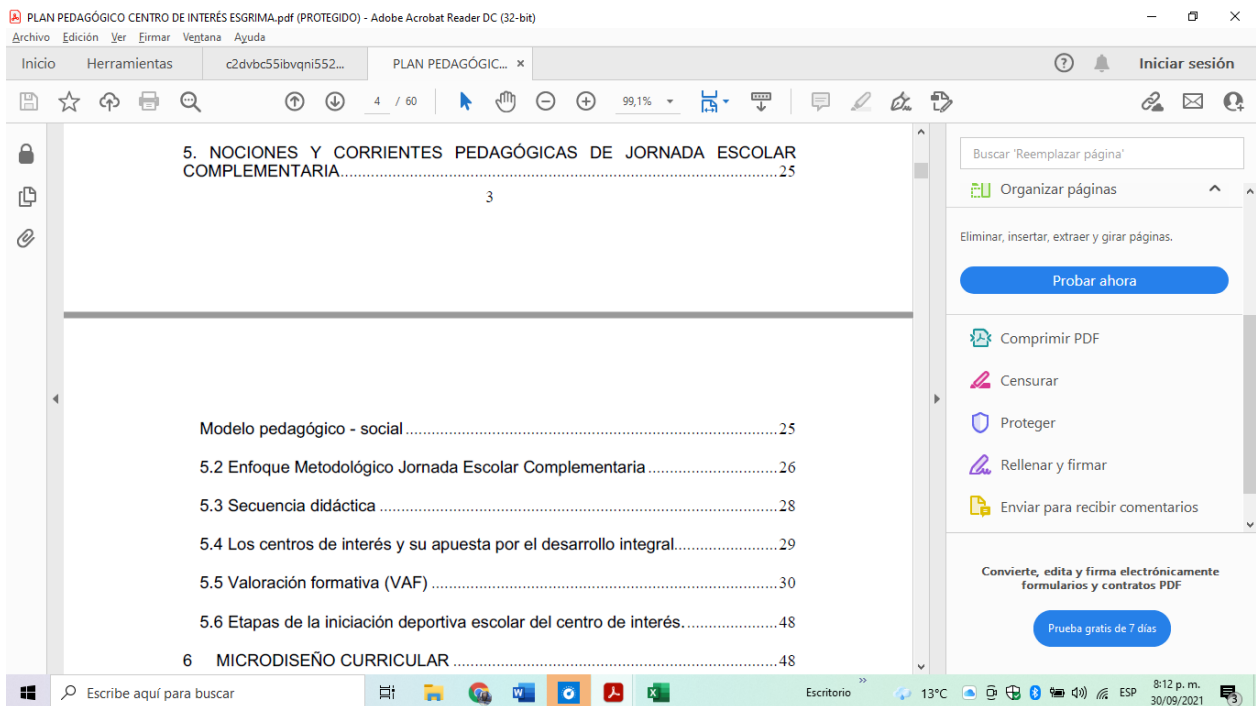 PLAN PEDAGÓGICO CENTRO DE INTERÉS ESGRIMA.pdf (PROTEGIDO) - Adobe Acrobat Reader DC (32-bit)
Archivo Edición Ver Firmar Ventana Ayuda
Inicio Herramientas c2dvbc55ibvqni552... PLAN PEDAGÓGIC... × Iniciar sesión
4 / 60 99,1%
5. NOCIONES Y CORRIENTES PEDAGÓGICAS DE JORNADA ESCOLAR
COMPLEMENTARIA....................25
3
Modelo pedagógico - social....................25
5.2 Enfoque Metodológico Jornada Escolar Complementaria....................26
5.3 Secuencia didáctica....................28
5.4 Los centros de interés y su apuesta por el desarrollo integral....................29
5.5 Valoración formativa (VAF)....................30
5.6 Etapas de la iniciación deportiva escolar del centro de interés.....................48
6 MICRODISEÑO CURRICULAR....................48
Buscar 'Reemplazar página'
Organizar páginas
Eliminar, insertar, extraer y girar páginas.
Probar ahora
Comprimir PDF
Censurar
Proteger
Rellenar y firmar
Enviar para recibir comentarios
Convierte, edita y firma electrónicamente
formularios y contratos PDF
Prueba gratis de 7 días
Escribe aquí para buscar Escritorio » 13°C ESP 8:12 p. m.
30/09/2021 3